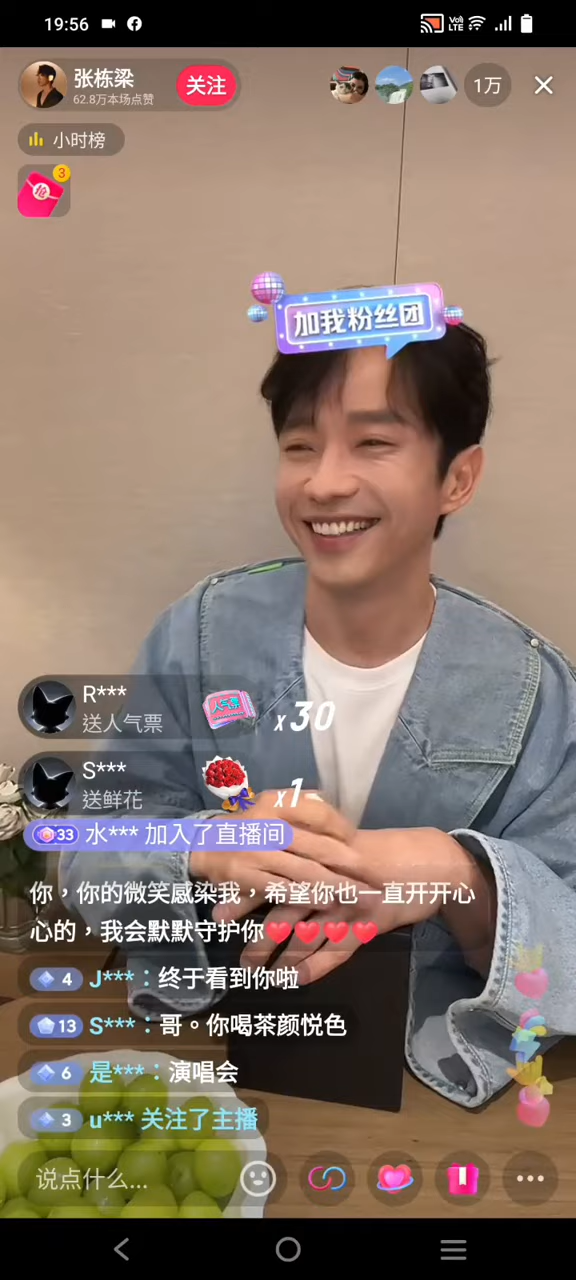 19:56
Vo)
LTE
张栋梁
62.8万本场点赞
关注
1万
小时榜
3
加我粉丝团
R***
送人气票
人气票
x30
S***
送鲜花
x1
33 水*** 加入了直播间
你，你的微笑感染我，希望你也一直开开心
心的，我会默默守护你❤❤❤❤
4 J***：终于看到你啦
13 S***：哥。你喝茶颜悦色
6 是***：演唱会
3 u*** 关注了主播
说点什么...